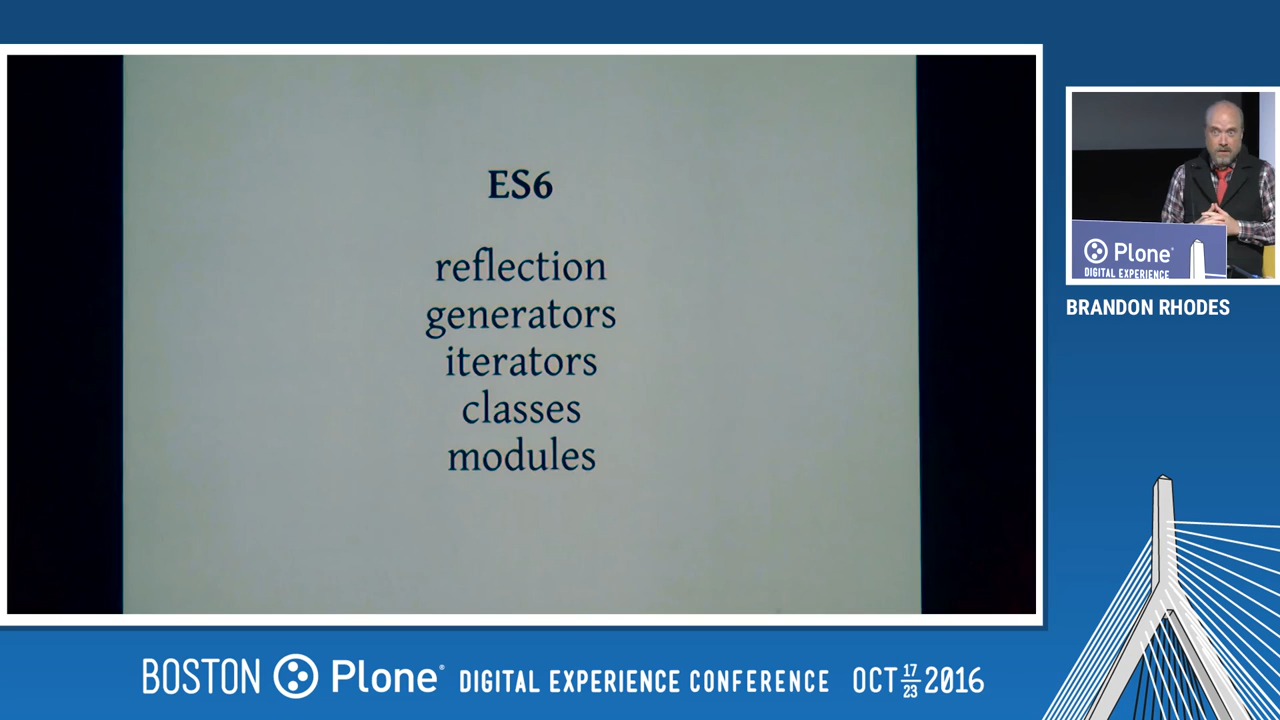 ES6
reflection
generators
iterators
classes
modules
Plone®
DIGITAL EXPERIENCE
BRANDON RHODES
BOSTON Plone® DIGITAL EXPERIENCE CONFERENCE OCT 17 23 2016